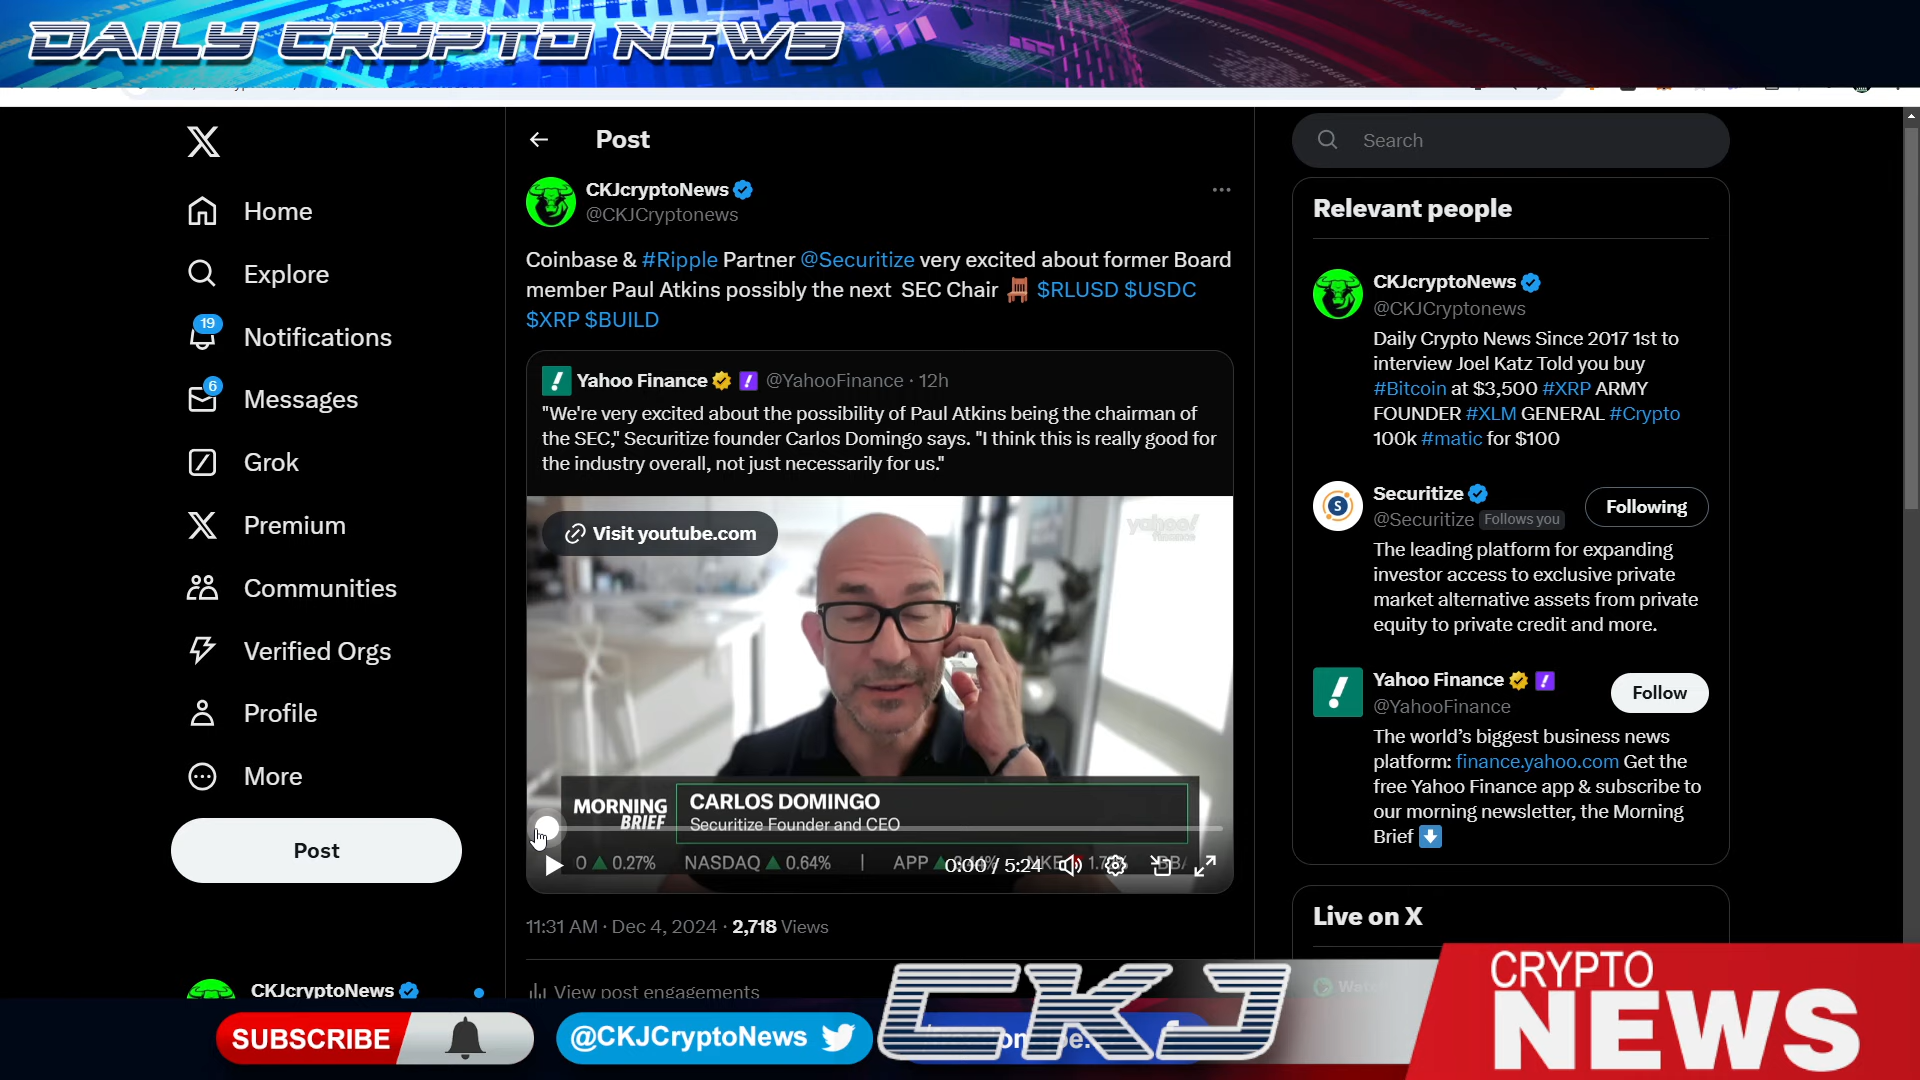 DAILY CRYPTO NEWS
Home
Explore
19
Notifications
6
Messages
Grok
Premium
Communities
Verified Orgs
Profile
More
Post
CKJcryptoNews
Post
CKJcryptoNews
@CKJCryptonews
Coinbase & #Ripple Partner @Securitize very excited about former Board
member Paul Atkins possibly the next SEC Chair 🪑 $RLUSD $USDC
$XRP $BUILD
Yahoo Finance @YahooFinance · 12h
"We're very excited about the possibility of Paul Atkins being the chairman of
the SEC," Securitize founder Carlos Domingo says. "I think this is really good for
the industry overall, not just necessarily for us."
Visit youtube.com
yahoo!
finance
MORNING
BRIEF
CARLOS DOMINGO
Securitize Founder and CEO
0 ▲ 0.27% NASDAQ ▲ 0.64% | APP ▲
0:00 / 5:24
11:31 AM · Dec 4, 2024 · 2,718 Views
View post engagements
Search
Relevant people
CKJcryptoNews
@CKJCryptonews
Daily Crypto News Since 2017 1st to
interview Joel Katz Told you buy
#Bitcoin at $3,500 #XRP ARMY
FOUNDER #XLM GENERAL #Crypto
100k #matic for $100
Securitize
@Securitize Follows you
Following
The leading platform for expanding
investor access to exclusive private
market alternative assets from private
equity to private credit and more.
Yahoo Finance
@YahooFinance
Follow
The world's biggest business news
platform: finance.yahoo.com Get the
free Yahoo Finance app & subscribe to
our morning newsletter, the Morning
Brief ⬇️
Live on X
SUBSCRIBE
@CKJCryptoNews
CKJ
CRYPTO
NEWS